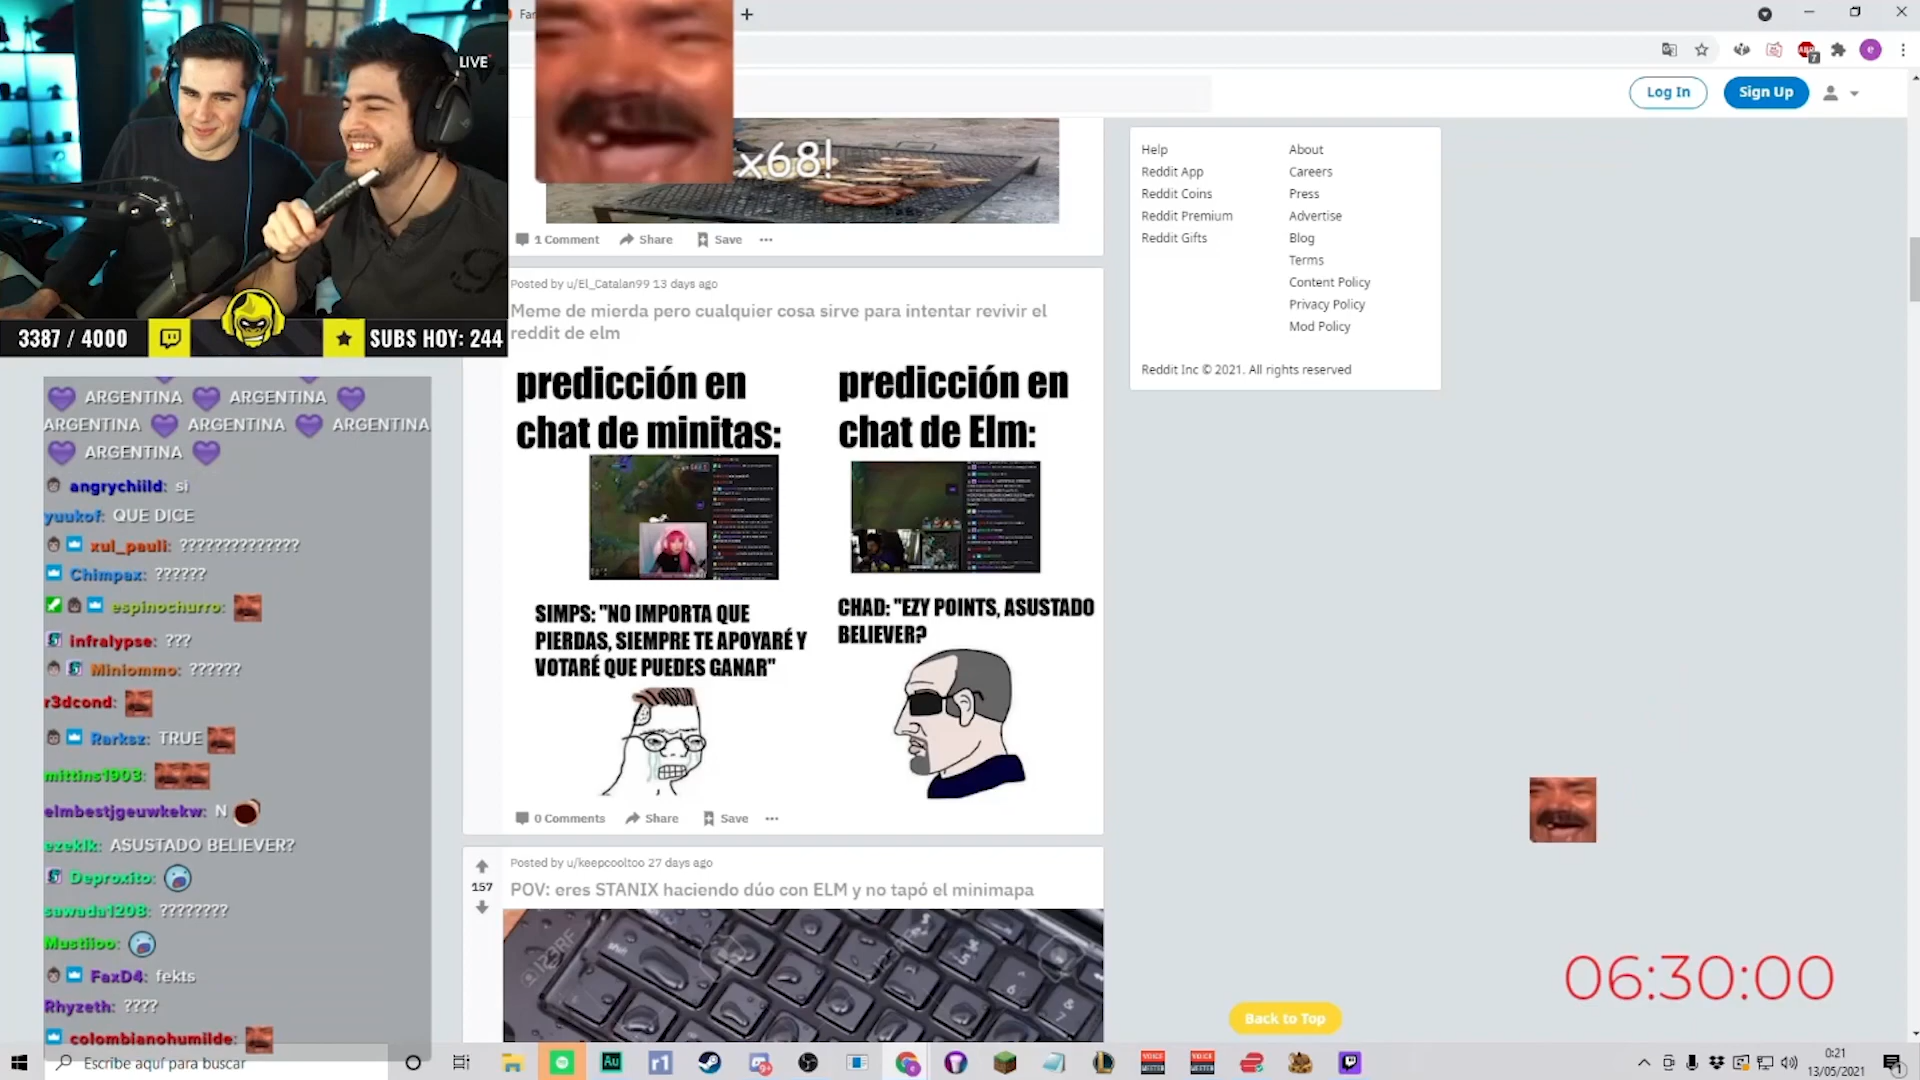 LIVE
3387 / 4000
SUBS HOY: 244
x68!
Log In
Sign Up
1 Comment
Share
Save
Posted by u/El_Catalan99 13 days ago
Meme de mierda pero cualquier cosa sirve para intentar revivir el
reddit de elm
predicción en
chat de minitas:
predicción en
chat de Elm:
SIMPS: "NO IMPORTA QUE
PIERDAS, SIEMPRE TE APOYARÉ Y
VOTARÉ QUE PUEDES GANAR"
CHAD: "EZY POINTS, ASUSTADO
BELIEVER?
0 Comments
Share
Save
157
Posted by u/keepcooltoo 27 days ago
POV: eres STANIX haciendo dúo con ELM y no tapó el minimapa
Help
Reddit App
Reddit Coins
Reddit Premium
Reddit Gifts
About
Careers
Press
Advertise
Blog
Terms
Content Policy
Privacy Policy
Mod Policy
Reddit Inc © 2021. All rights reserved
ARGENTINA ARGENTINA
ARGENTINA ARGENTINA ARGENTINA
ARGENTINA
angrychiild: si
yuukof: QUE DICE
xul_pauli: ??????????????
Chimpax: ??????
espinochurro:
infralypse: ???
Miniommo: ??????
r3dcond:
Rarksz: TRUE
mittins1903:
elmbestjgeuwkekw: N
ezeklk: ASUSTADO BELIEVER?
Deproxito:
sawada1208: ????????
Mustiioo:
FaxD4: fekts
Rhyzeth: ????
colombianohumilde:
06:30:00
Back to Top
Escribe aquí para buscar
0:21
13/05/2021